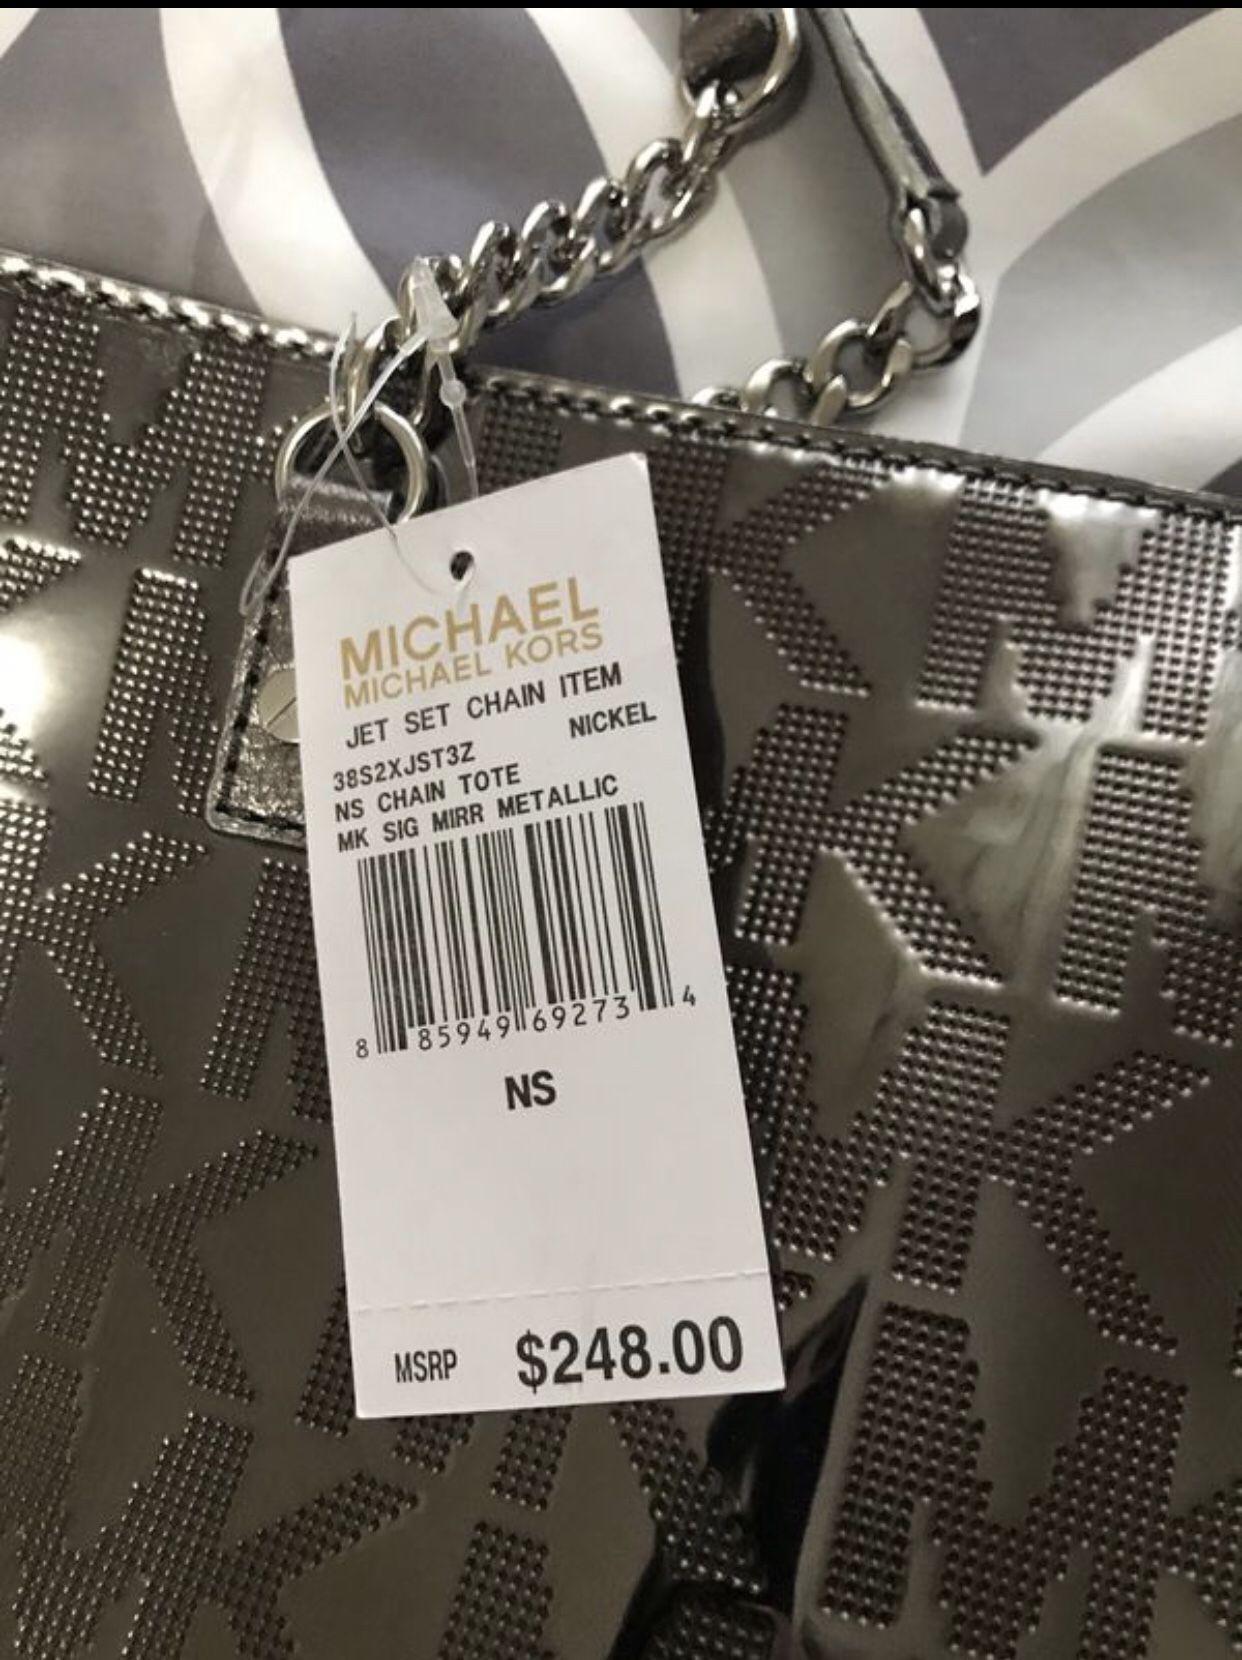 MICHAEL
MICHAEL KORS
JET SET CHAIN ITEM
38S2XJST3Z NICKEL
NS CHAIN TOTE
MK SIG MIRR METALLIC
8 85949 69273 4
NS
MSRP $248.00